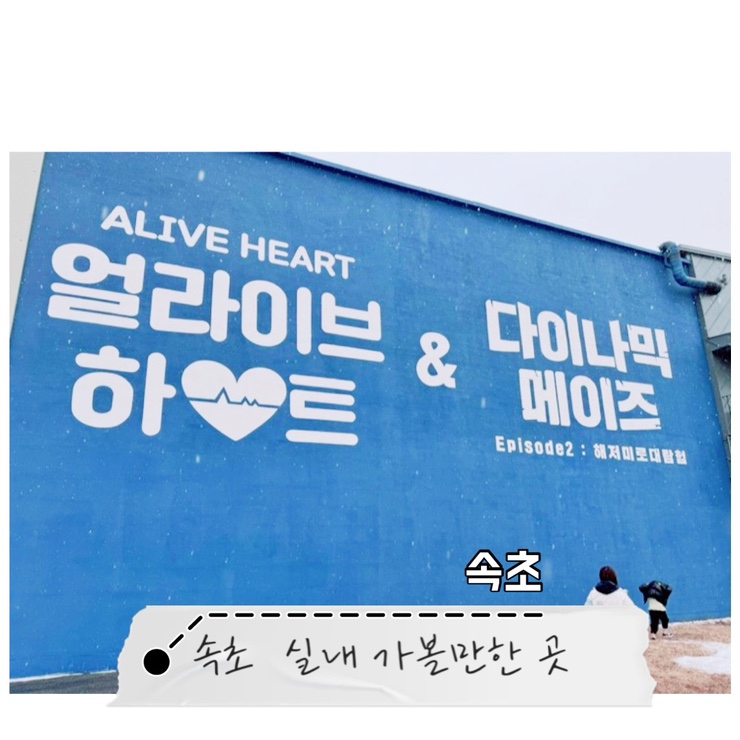 ALIVE HEART
얼라이브
하트
&
다이나믹
메이즈
Episode2 : 해저미로대탐험
속초
속초 실내 가볼만한 곳